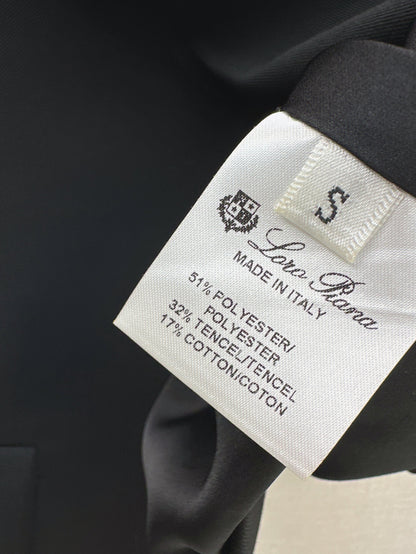 S
Loro Piana
MADE IN ITALY
51% POLYESTER/
POLYESTER
32% TENCEL/TENCEL
17% COTTON/COTON